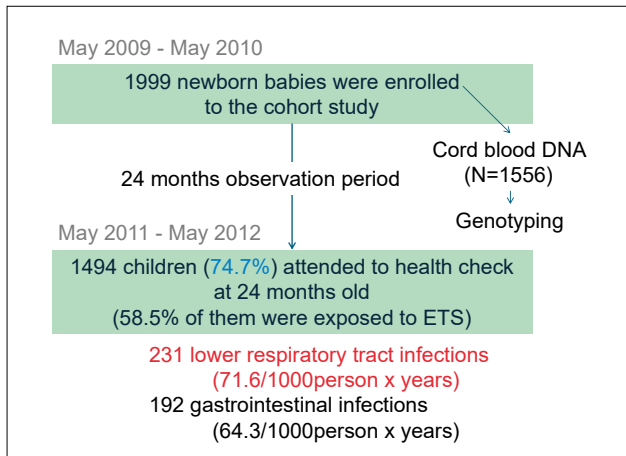 May 2009 - May 2010
1999 newborn babies were enrolled
to the cohort study
24 months observation period
Cord blood DNA
(N=1556)
Genotyping
May 2011 - May 2012
1494 children (74.7%) attended to health check
at 24 months old
(58.5% of them were exposed to ETS)
231 lower respiratory tract infections
(71.6/1000person x years)
192 gastrointestinal infections
(64.3/1000person x years)